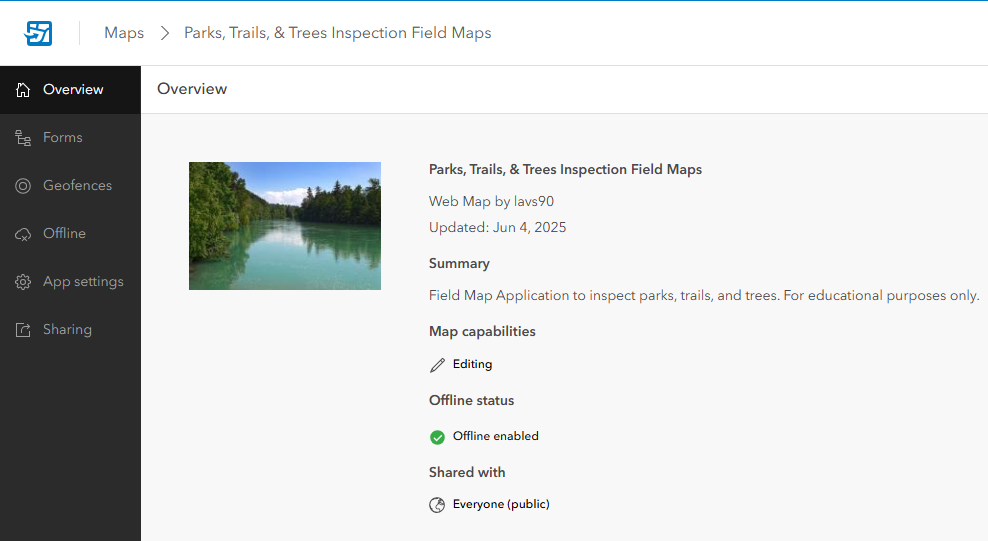 Maps > Parks, Trails, & Trees Inspection Field Maps
Overview
Forms
Geofences
Offline
App settings
Sharing
Overview
Parks, Trails, & Trees Inspection Field Maps
Web Map by lavs90
Updated: Jun 4, 2025
Summary
Field Map Application to inspect parks, trails, and trees. For educational purposes only.
Map capabilities
Editing
Offline status
Offline enabled
Shared with
Everyone (public)